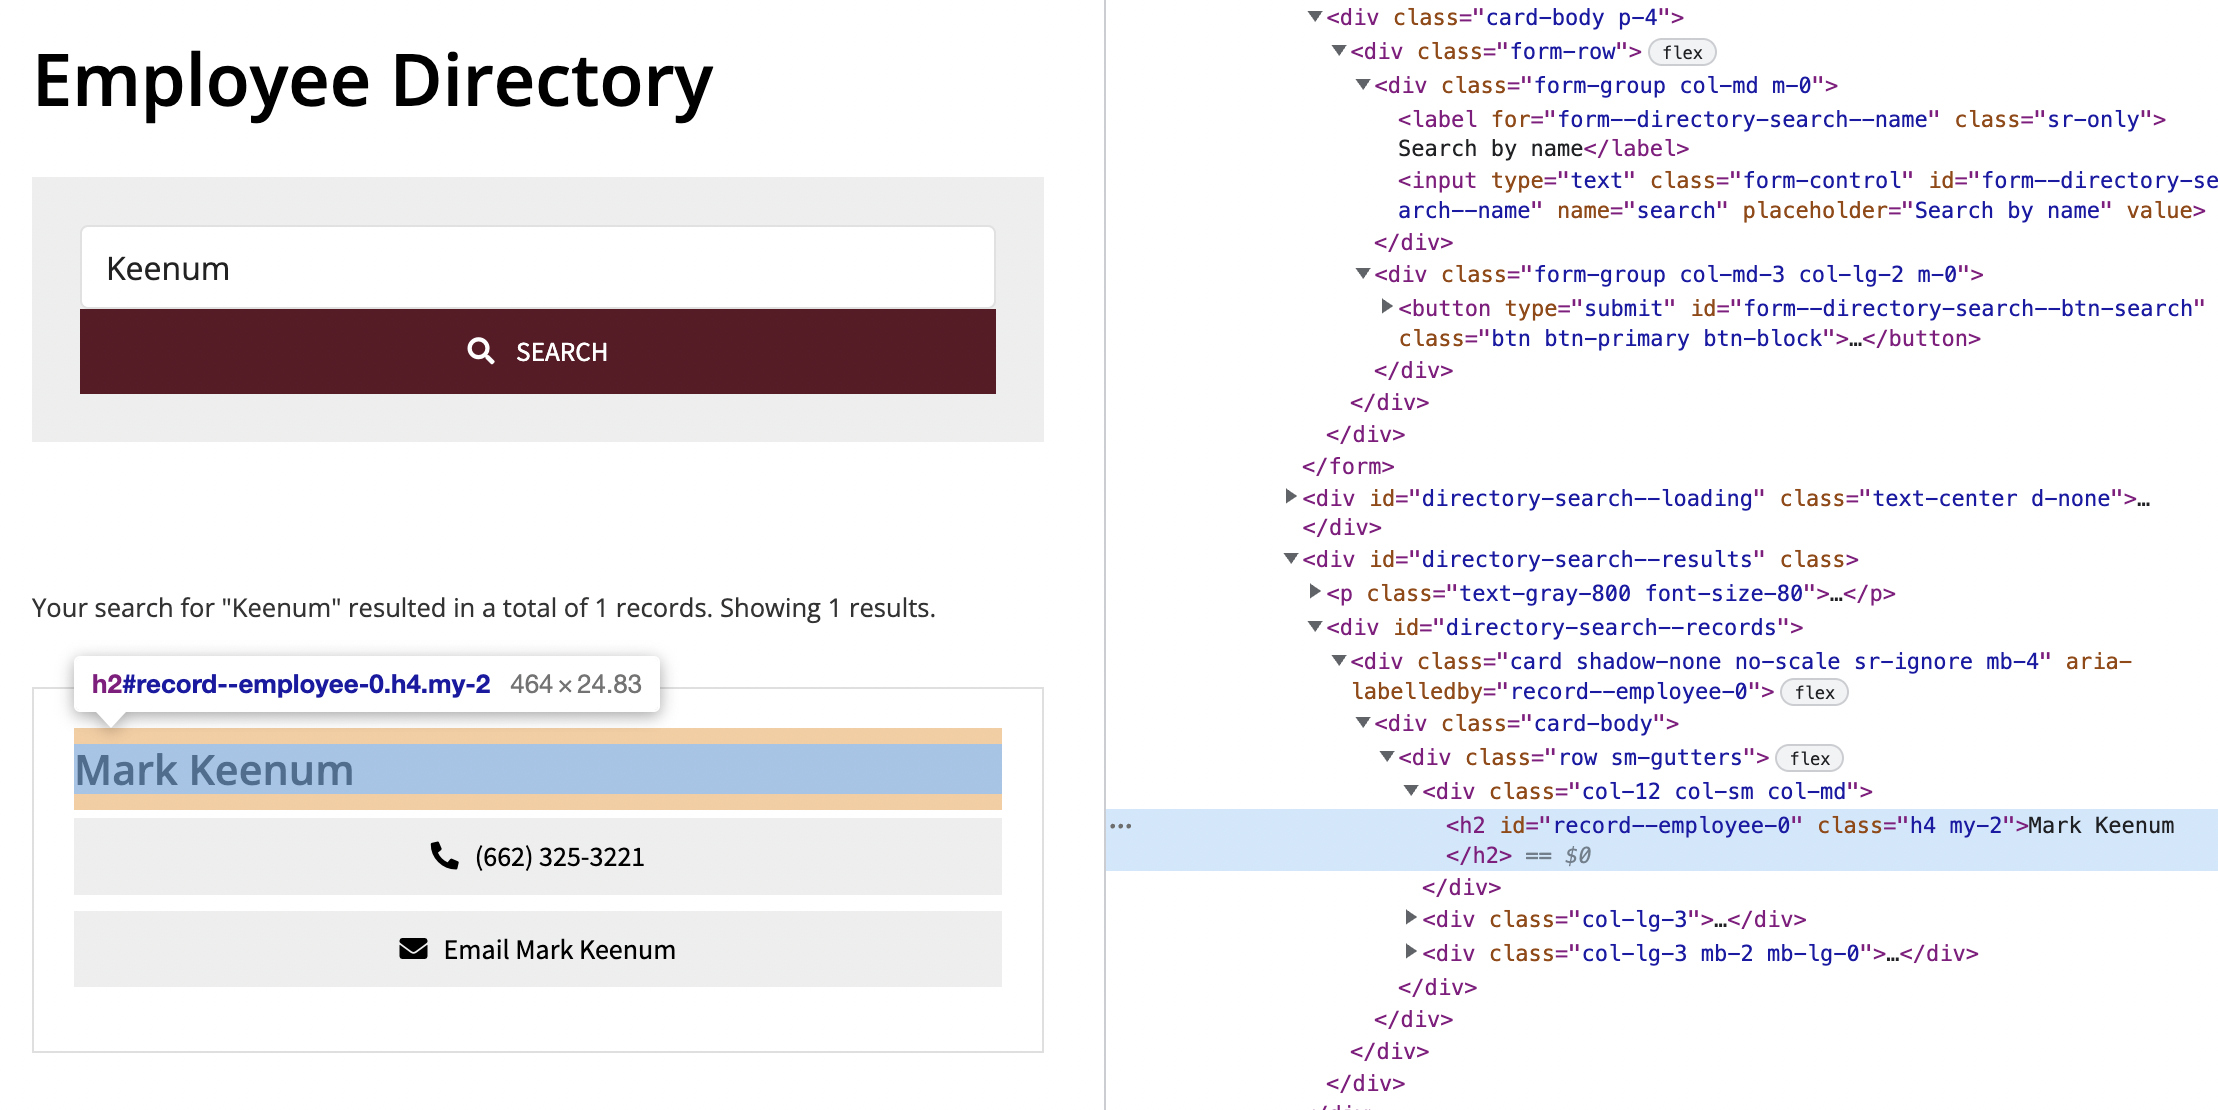 Employee Directory
Keenum
SEARCH
Your search for "Keenum" resulted in a total of 1 records. Showing 1 results.
h2#record--employee-0.h4.my-2 464 × 24.83
Mark Keenum
(662) 325-3221
Email Mark Keenum
<div class="card-body p-4">
<div class="form-row"> flex
<div class="form-group col-md m-0">
<label for="form--directory-search--name" class="sr-only">
Search by name</label>
<input type="text" class="form-control" id="form--directory-se
arch--name" name="search" placeholder="Search by name" value>
</div>
<div class="form-group col-md-3 col-lg-2 m-0">
<button type="submit" id="form--directory-search--btn-search"
class="btn btn-primary btn-block">…</button>
</div>
</div>
</div>
</form>
<div id="directory-search--loading" class="text-center d-none">…
</div>
<div id="directory-search--results" class>
<p class="text-gray-800 font-size-80">…</p>
<div id="directory-search--records">
<div class="card shadow-none no-scale sr-ignore mb-4" aria-
labelledby="record--employee-0"> flex
<div class="card-body">
<div class="row sm-gutters"> flex
<div class="col-12 col-sm col-md">
<h2 id="record--employee-0" class="h4 my-2">Mark Keenum
</h2> == $0
</div>
<div class="col-lg-3">…</div>
<div class="col-lg-3 mb-2 mb-lg-0">…</div>
</div>
</div>
</div>
</div>